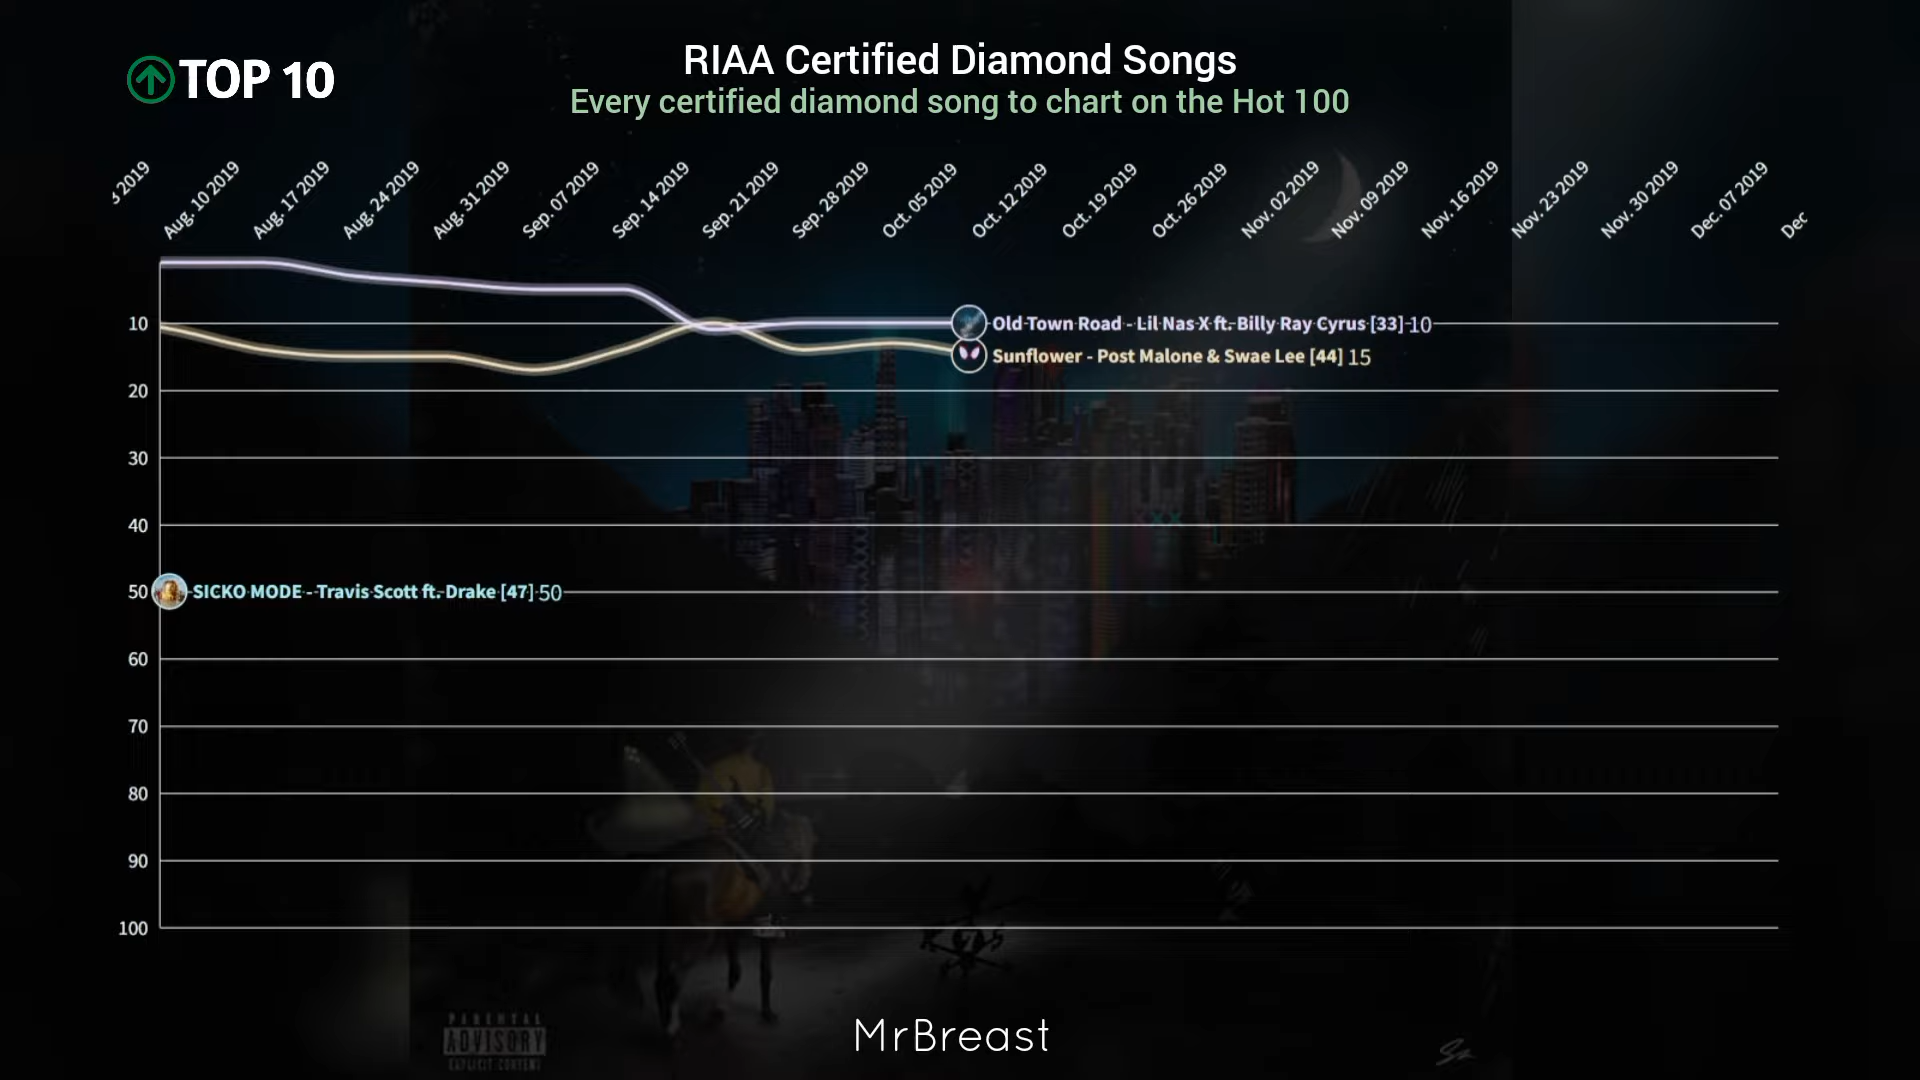 TOP 10
RIAA Certified Diamond Songs
Every certified diamond song to chart on the Hot 100
3 2019
Aug. 10 2019
Aug. 17 2019
Aug. 24 2019
Aug. 31 2019
Sep. 07 2019
Sep. 14 2019
Sep. 21 2019
Sep. 28 2019
Oct. 05 2019
Oct. 12 2019
Oct. 19 2019
Oct. 26 2019
Nov. 02 2019
Nov. 09 2019
Nov. 16 2019
Nov. 23 2019
Nov. 30 2019
Dec. 07 2019
Dec
10
Old Town Road - Lil Nas X ft. Billy Ray Cyrus [33] 10
Sunflower - Post Malone & Swae Lee [44] 15
20
30
40
50
SICKO MODE - Travis Scott ft. Drake [47] 50
60
70
80
90
100
PARENTAL
ADVISORY
EXPLICIT CONTENT
MrBreast